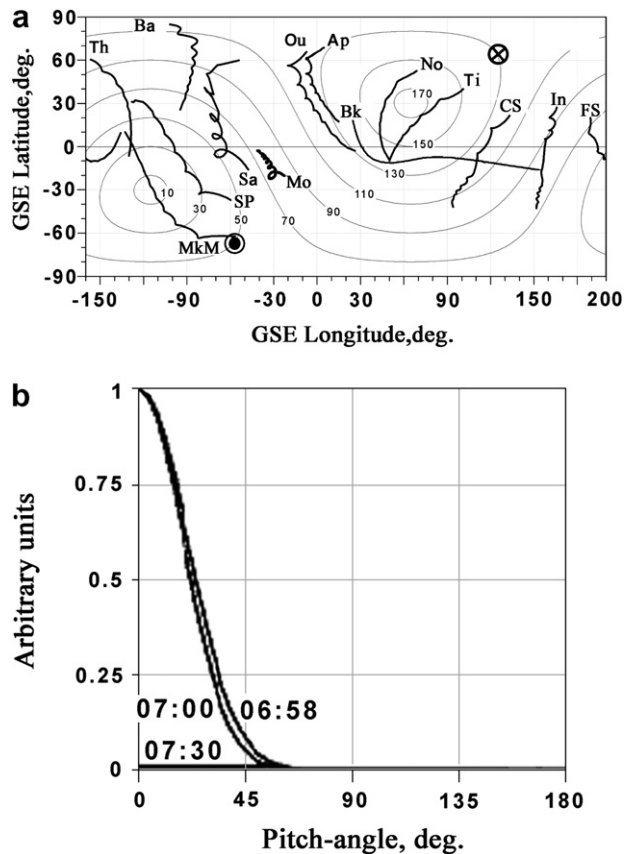 a
90
60
30
0
-30
-60
-90
GSE Latitude,deg.
Th
Ba
Ou
Ap
No
Ti
Bk
CS
In
FS
Sa
Mo
SP
MkM
170
150
130
110
90
70
50
30
10
-150
-90
-30
0
30
90
150
200
GSE Longitude,deg.
b
1
0.75
0.5
0.25
0
Arbitrary units
07:00 06:58
07:30
0 45 90 135 180
Pitch-angle, deg.